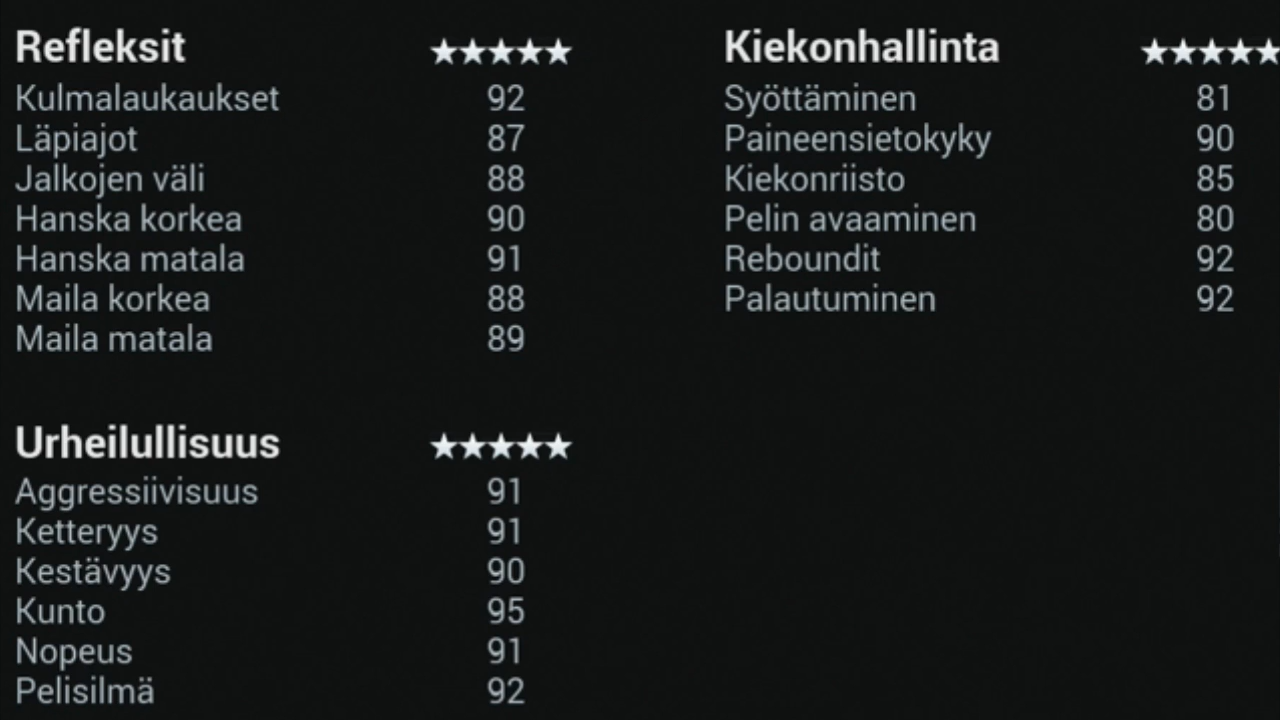 Refleksit ★★★★★
Kulmalaukaukset 92
Läpiajot 87
Jalkojen väli 88
Hanska korkea 90
Hanska matala 91
Maila korkea 88
Maila matala 89
Kiekonhallinta ★★★★★
Syöttäminen 81
Paineensietokyky 90
Kiekonriisto 85
Pelin avaaminen 80
Reboundit 92
Palautuminen 92
Urheilullisuus ★★★★★
Aggressiivisuus 91
Ketteryys 91
Kestävyys 90
Kunto 95
Nopeus 91
Pelisilmä 92